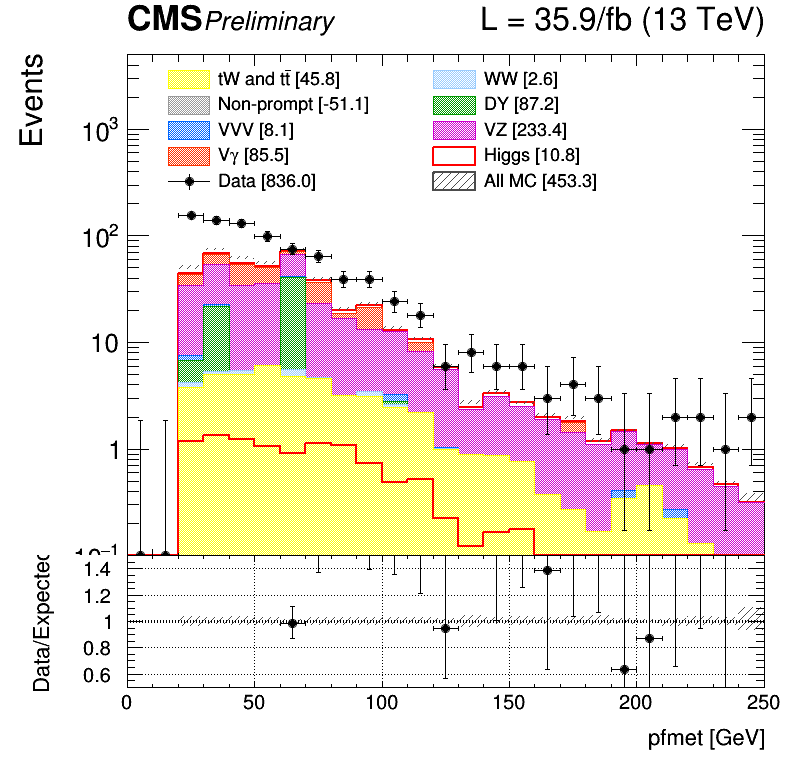 CMS Preliminary L = 35.9/fb (13 TeV)
Events
tW and tt̄ [45.8]
WW [2.6]
Non-prompt [-51.1]
DY [87.2]
VVV [8.1]
VZ [233.4]
Vγ [85.5]
Higgs [10.8]
Data [836.0]
All MC [453.3]
10³
10²
10
1
10⁻¹
Data/Expected
1.4
1.2
1
0.8
0.6
0 50 100 150 200 250
pfmet [GeV]